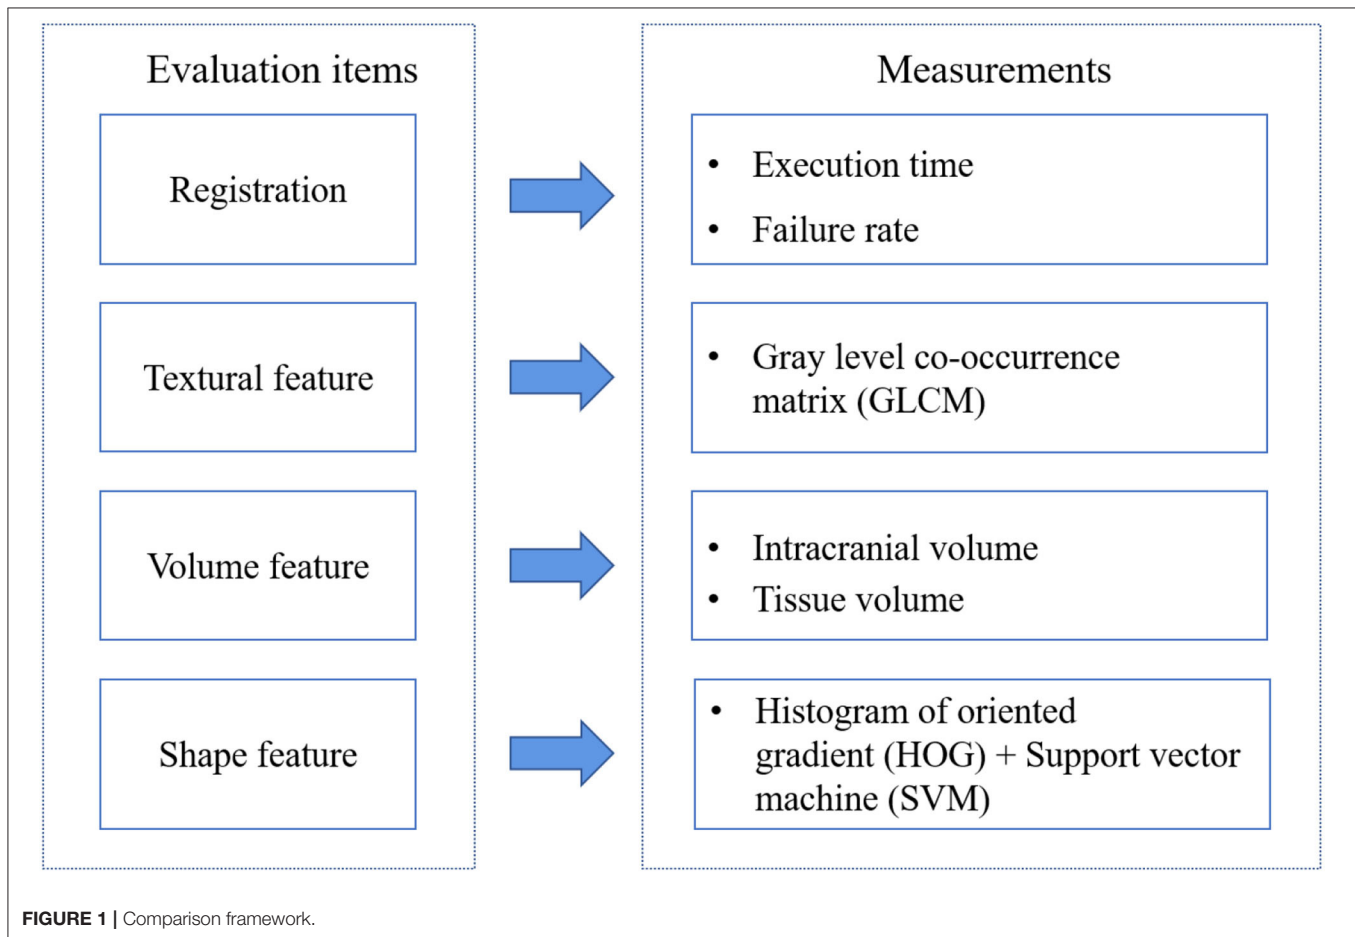 Evaluation items
Registration
Textural feature
Volume feature
Shape feature
Measurements
• Execution time
• Failure rate
• Gray level co-occurrence
matrix (GLCM)
• Intracranial volume
• Tissue volume
• Histogram of oriented
gradient (HOG) + Support vector
machine (SVM)
FIGURE 1 | Comparison framework.